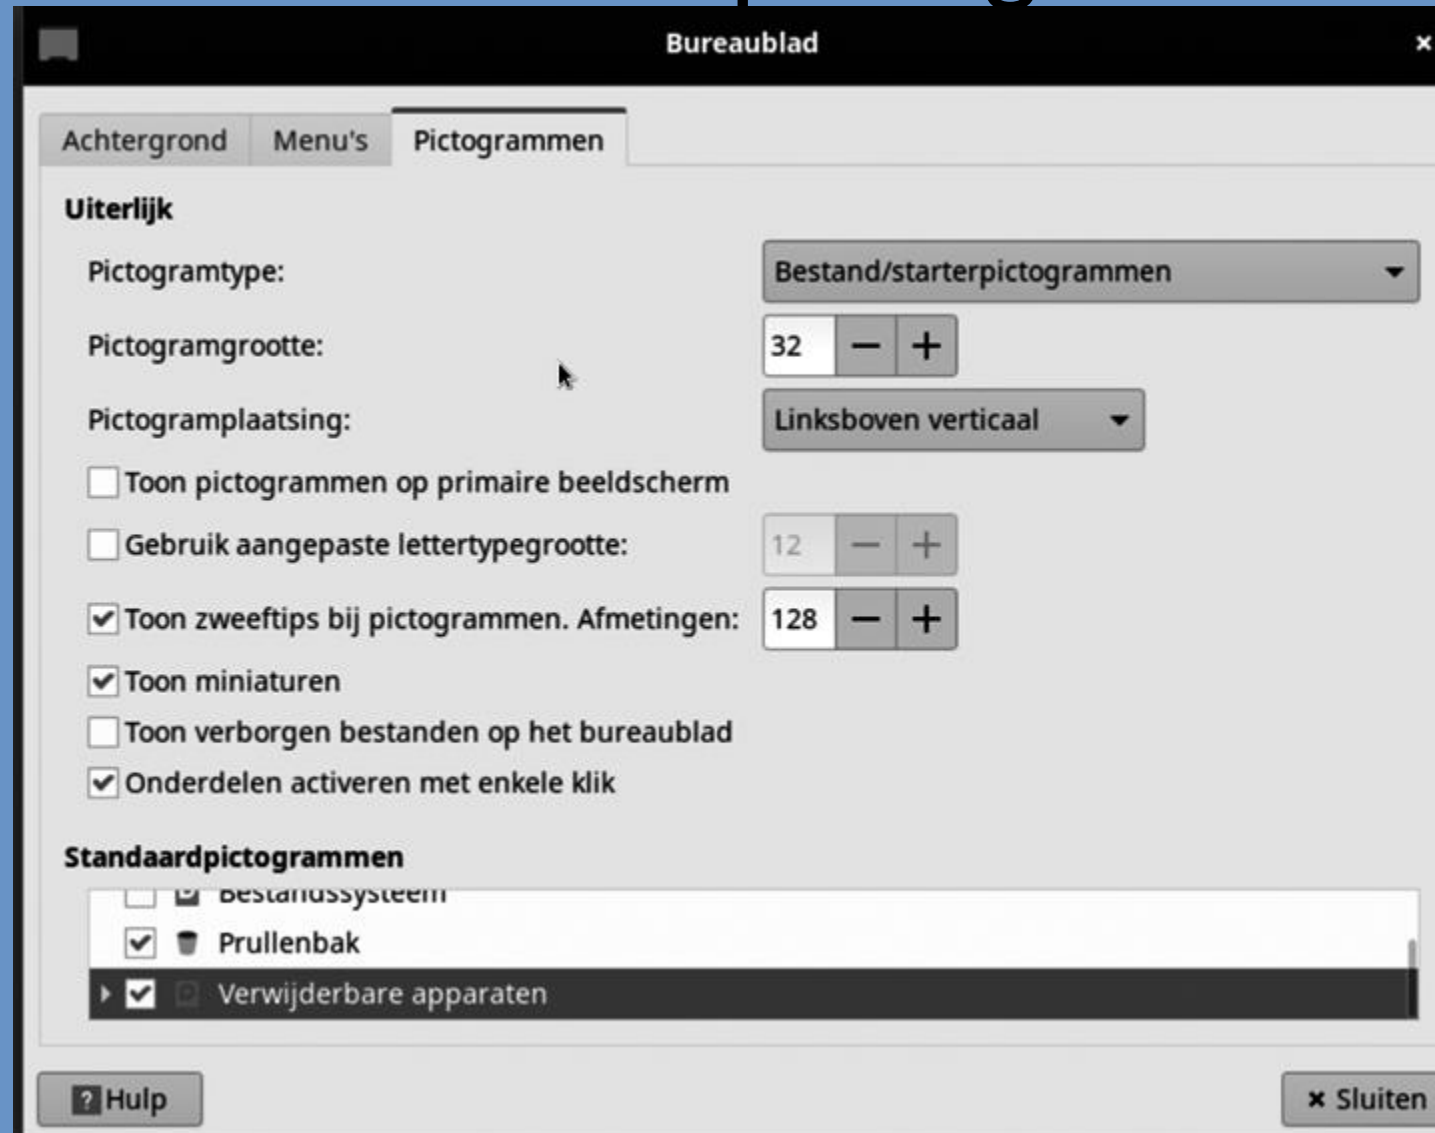 Bureaublad
Achtergrond Menu's Pictogrammen
Uiterlijk
Pictogramtype: Bestand/starterpictogrammen
Pictogramgrootte: 32 − +
Pictogramplaatsing: Linksboven verticaal
Toon pictogrammen op primaire beeldscherm
Gebruik aangepaste lettertypegrootte: 12 − +
Toon zweeftips bij pictogrammen. Afmetingen: 128 − +
Toon miniaturen
Toon verborgen bestanden op het bureaublad
Onderdelen activeren met enkele klik
Standaardpictogrammen
Bestandssysteem
Prullenbak
Verwijderbare apparaten
? Hulp × Sluiten